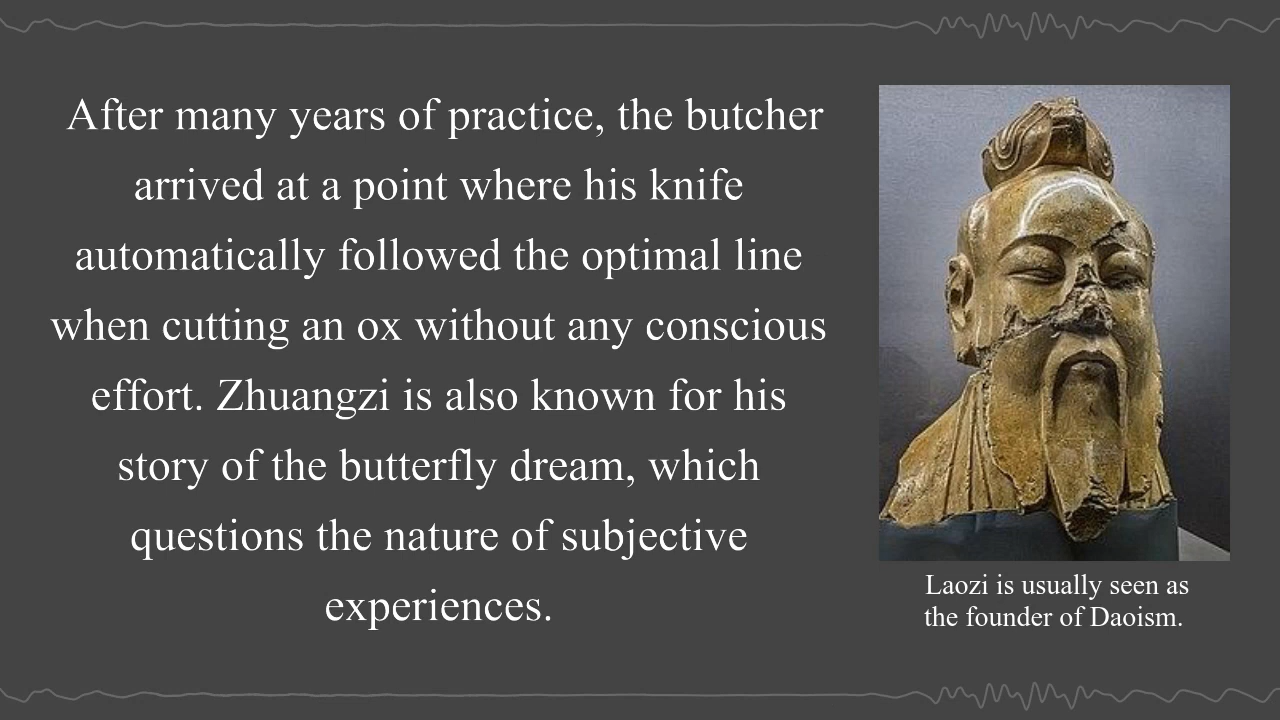 After many years of practice, the butcher
arrived at a point where his knife
automatically followed the optimal line
when cutting an ox without any conscious
effort. Zhuangzi is also known for his
story of the butterfly dream, which
questions the nature of subjective
experiences.
Laozi is usually seen as
the founder of Daoism.